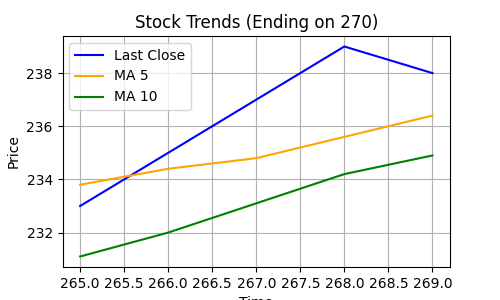 Stock Trends (Ending on 270)
Last Close
MA 5
MA 10
238
236
234
232
Price
265.0 265.5 266.0 266.5 267.0 267.5 268.0 268.5 269.0
Time